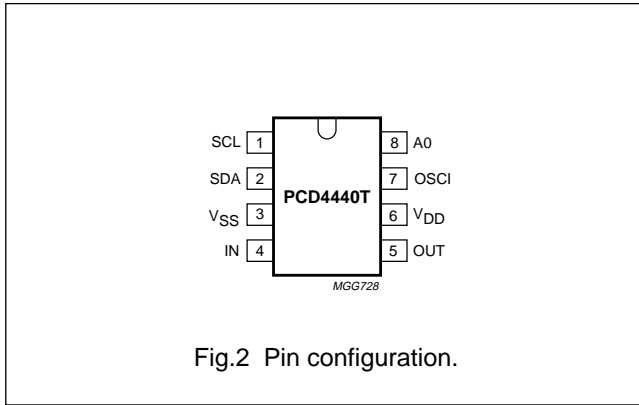 SCL 1 8 A0
SDA 2 7 OSCI
PCD4440T
VSS 3 6 VDD
IN 4 5 OUT
MGG728
Fig.2 Pin configuration.